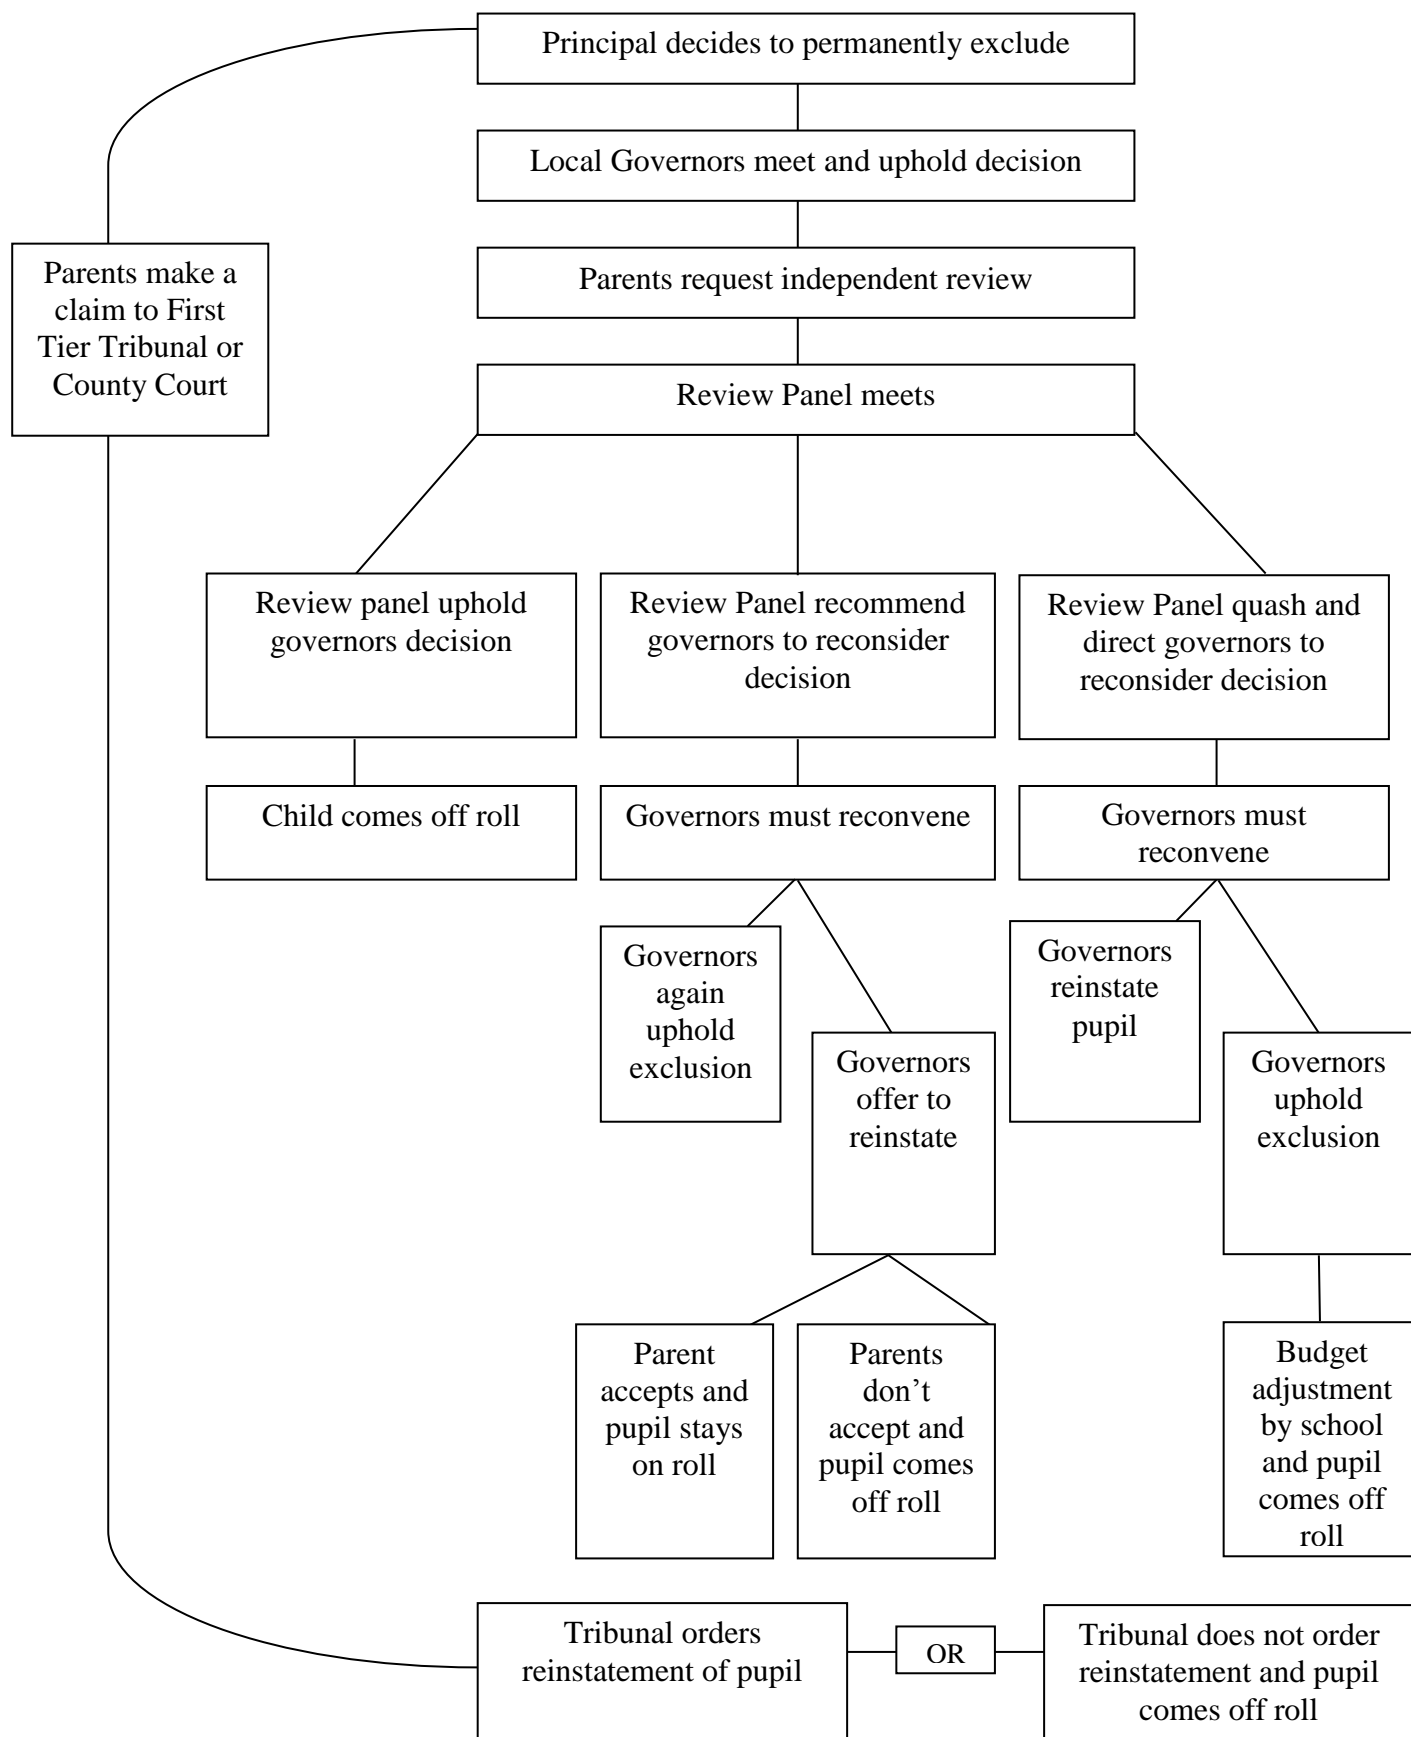 Principal decides to permanently exclude
Local Governors meet and uphold decision
Parents make a
claim to First
Tier Tribunal or
County Court
Parents request independent review
Review Panel meets
Review panel uphold
governors decision
Review Panel recommend
governors to reconsider
decision
Review Panel quash and
direct governors to
reconsider decision
Child comes off roll
Governors must reconvene
Governors must
reconvene
Governors
again
uphold
exclusion
Governors
offer to
reinstate
Governors
reinstate
pupil
Governors
uphold
exclusion
Parent
accepts and
pupil stays
on roll
Parents
don’t
accept and
pupil comes
off roll
Budget
adjustment
by school
and pupil
comes off
roll
Tribunal orders
reinstatement of pupil
OR
Tribunal does not order
reinstatement and pupil
comes off roll